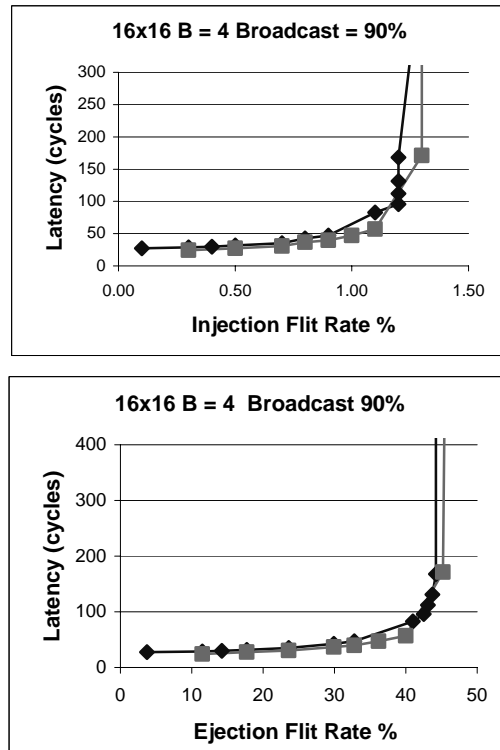 16x16 B = 4 Broadcast = 90%
Latency (cycles)
300
250
200
150
100
50
0
0.00 0.50 1.00 1.50
Injection Flit Rate %
16x16 B = 4 Broadcast 90%
Latency (cycles)
400
300
200
100
0
0 10 20 30 40 50
Ejection Flit Rate %